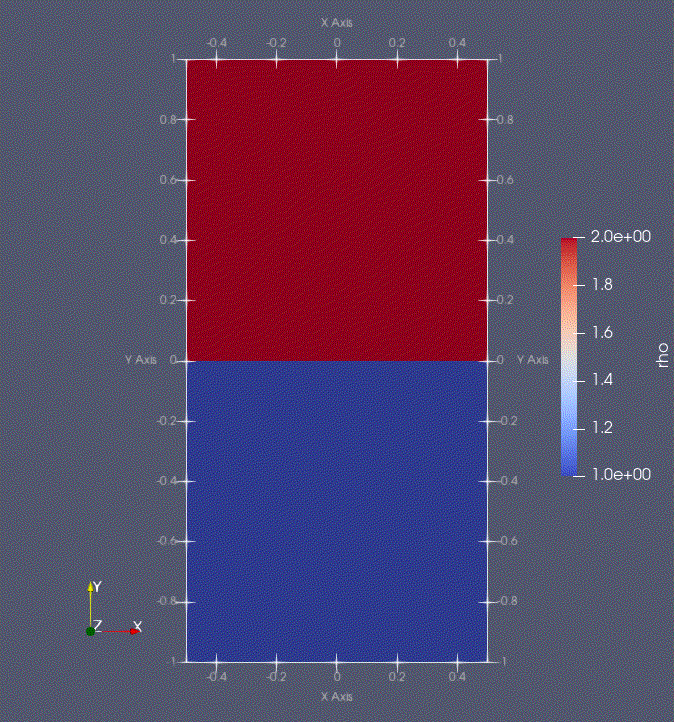 X Axis
-0.4 -0.2 0 0.2 0.4
1 1
0.8 0.8
0.6 0.6
0.4 0.4
0.2 0.2
Y Axis 0 0 Y Axis
-0.2 -0.2
-0.4 -0.4
-0.6 -0.6
-0.8 -0.8
-1 -1
-0.4 -0.2 0 0.2 0.4
X Axis
2.0e+00
1.8
1.6
1.4
1.2
1.0e+00
rho
Y
Z X